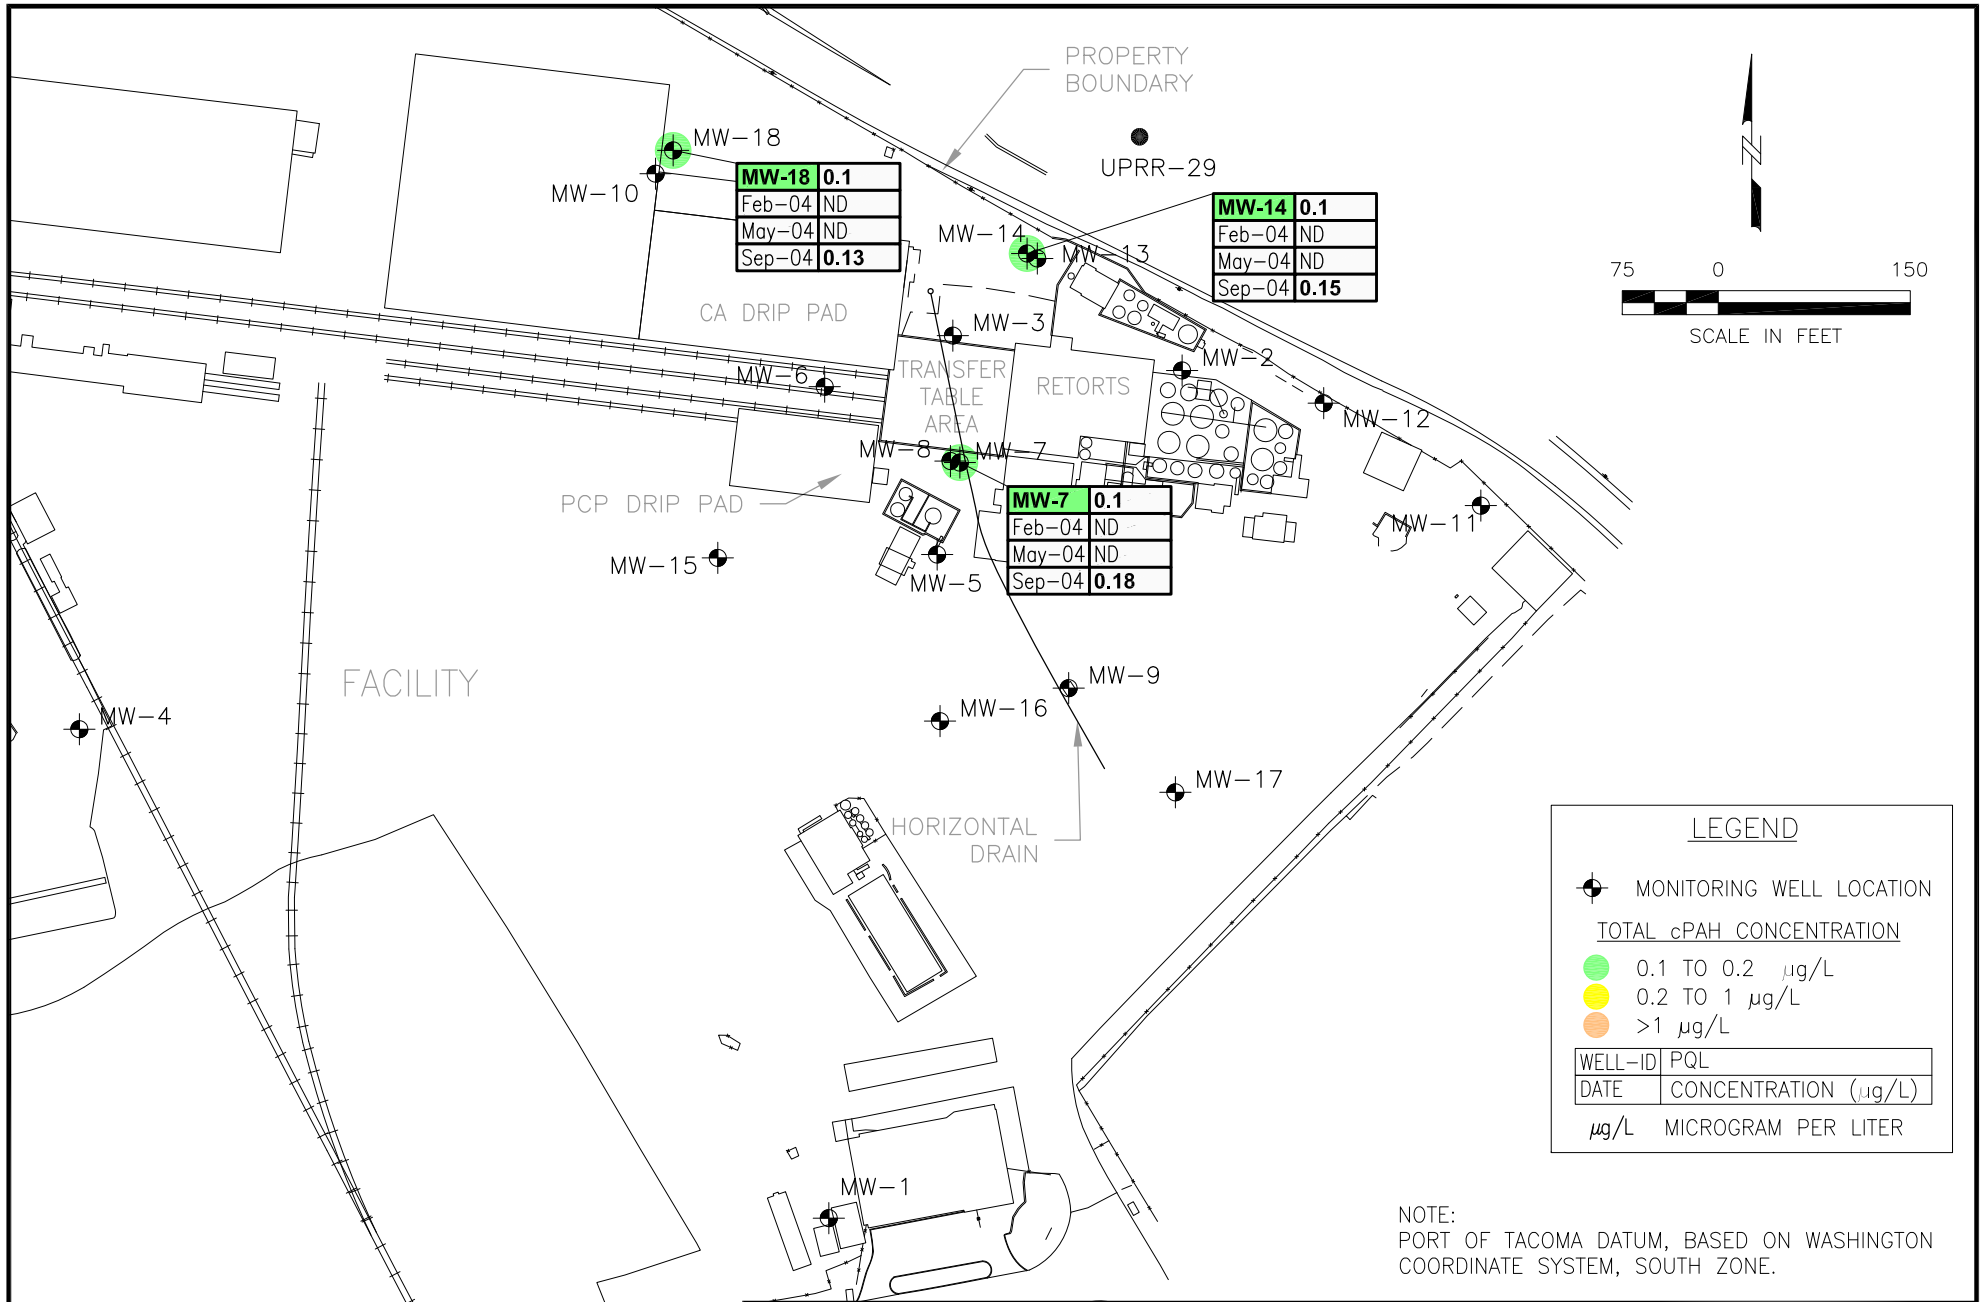 PROPERTY
BOUNDARY
MW-18
MW-10
UPRR-29
MW-18 0.1
Feb-04 ND
May-04 ND
Sep-04 0.13
MW-14
MW-13
MW-14 0.1
Feb-04 ND
May-04 ND
Sep-04 0.15
N
75 0 150
SCALE IN FEET
CA DRIP PAD
MW-3
MW-2
MW-6
TRANSFER
TABLE
AREA
RETORTS
MW-12
MW-8
MW-7
PCP DRIP PAD
MW-7 0.1
Feb-04 ND
May-04 ND
Sep-04 0.18
MW-11
MW-15
MW-5
FACILITY
MW-9
MW-16
MW-4
MW-17
HORIZONTAL
DRAIN
MW-1
LEGEND
MONITORING WELL LOCATION
TOTAL cPAH CONCENTRATION
0.1 TO 0.2 µg/L
0.2 TO 1 µg/L
>1 µg/L
WELL-ID PQL
DATE CONCENTRATION (µg/L)
µg/L MICROGRAM PER LITER
NOTE:
PORT OF TACOMA DATUM, BASED ON WASHINGTON
COORDINATE SYSTEM, SOUTH ZONE.